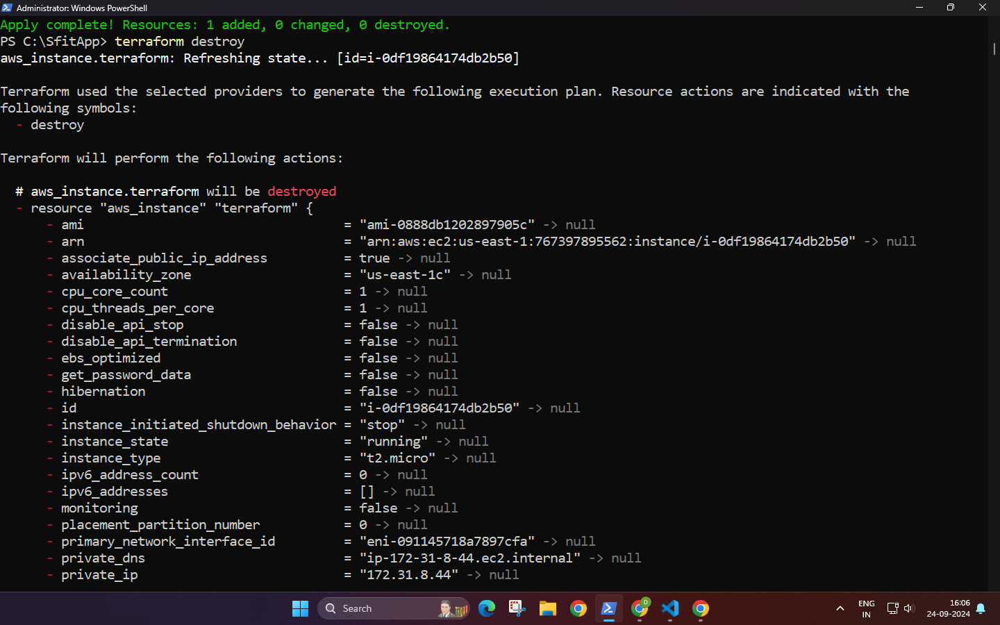 Administrator: Windows PowerShell
Apply complete! Resources: 1 added, 0 changed, 0 destroyed.
PS C:\SfitApp> terraform destroy
aws_instance.terraform: Refreshing state... [id=i-0df19864174db2b50]
Terraform used the selected providers to generate the following execution plan. Resource actions are indicated with the
following symbols:
  - destroy
Terraform will perform the following actions:
  # aws_instance.terraform will be destroyed
  - resource "aws_instance" "terraform" {
      - ami                                  = "ami-0888db1202897905c" -> null
      - arn                                  = "arn:aws:ec2:us-east-1:767397895562:instance/i-0df19864174db2b50" -> null
      - associate_public_ip_address          = true -> null
      - availability_zone                    = "us-east-1c" -> null
      - cpu_core_count                       = 1 -> null
      - cpu_threads_per_core                 = 1 -> null
      - disable_api_stop                     = false -> null
      - disable_api_termination              = false -> null
      - ebs_optimized                        = false -> null
      - get_password_data                    = false -> null
      - hibernation                          = false -> null
      - id                                   = "i-0df19864174db2b50" -> null
      - instance_initiated_shutdown_behavior = "stop" -> null
      - instance_state                       = "running" -> null
      - instance_type                        = "t2.micro" -> null
      - ipv6_address_count                   = 0 -> null
      - ipv6_addresses                       = [] -> null
      - monitoring                           = false -> null
      - placement_partition_number           = 0 -> null
      - primary_network_interface_id         = "eni-091145718a7897cfa" -> null
      - private_dns                          = "ip-172-31-8-44.ec2.internal" -> null
      - private_ip                           = "172.31.8.44" -> null
Search
D
ENG
IN
16:06
24-09-2024